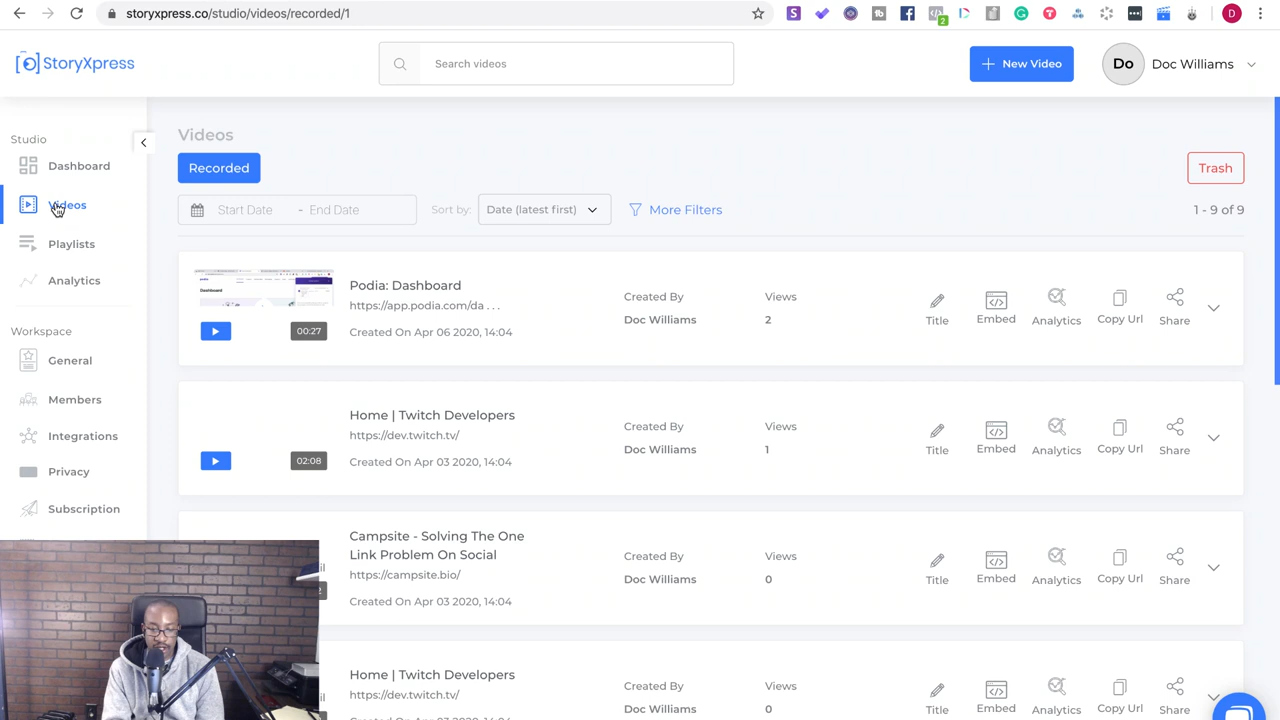 storyxpress.co/studio/videos/recorded/1
2
D
StoryXpress
Search videos
New Video
Do
Doc Williams
Studio
Dashboard
Videos
Playlists
Analytics
Workspace
General
Members
Integrations
Privacy
Subscription
Videos
Recorded
Trash
Start Date - End Date
Sort by:
Date (latest first)
More Filters
1 - 9 of 9
Podia: Dashboard
https://app.podia.com/da . . .
Created On Apr 06 2020, 14:04
00:27
Created By
Doc Williams
Views
2
Title
Embed
Analytics
Copy Url
Share
Home | Twitch Developers
https://dev.twitch.tv/
Created On Apr 03 2020, 14:04
02:08
Created By
Doc Williams
Views
1
Title
Embed
Analytics
Copy Url
Share
Campsite - Solving The One
Link Problem On Social
https://campsite.bio/
Created On Apr 03 2020, 14:04
Created By
Doc Williams
Views
0
Title
Embed
Analytics
Copy Url
Share
Home | Twitch Developers
https://dev.twitch.tv/
Created By
Doc Williams
Views
0
Title
Embed
Analytics
Copy Url
Share